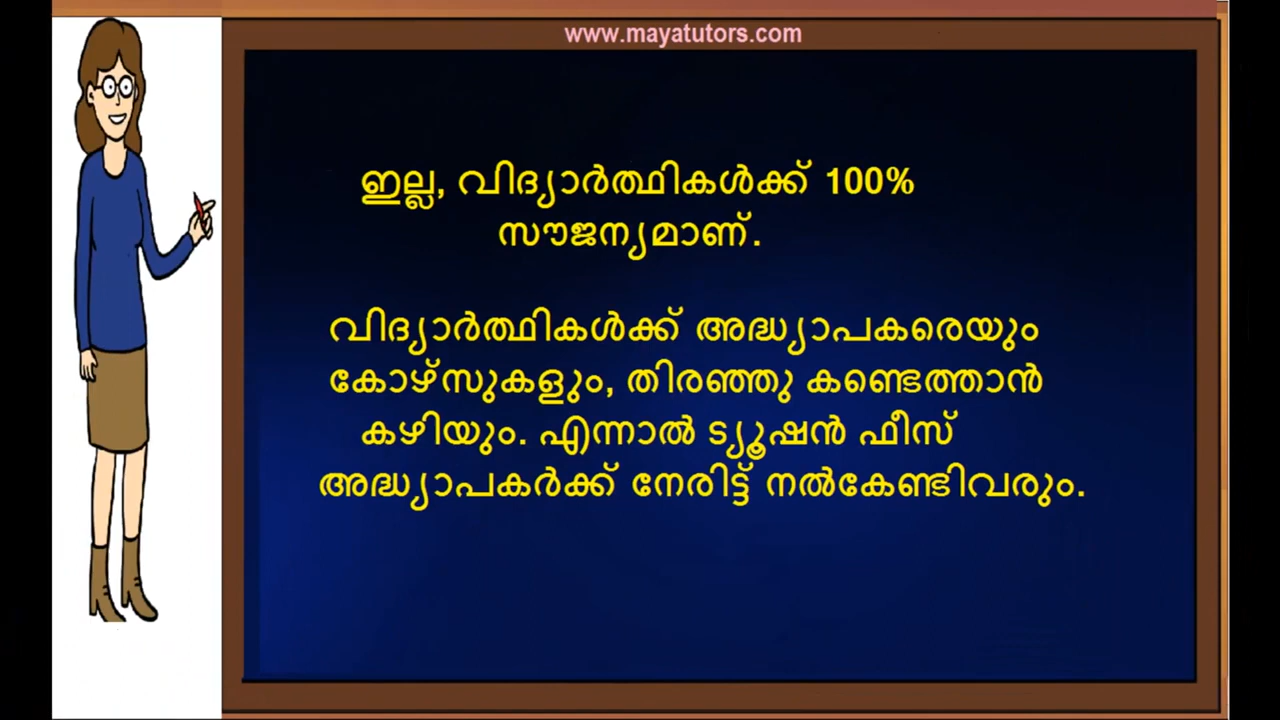 www.mayatutors.com
ഇല്ല, വിദ്യാർത്ഥികൾക്ക് 100%
സൗജന്യമാണ്.
വിദ്യാർത്ഥികൾക്ക് അദ്ധ്യാപകരെയും
കോഴ്സുകളും, തിരഞ്ഞു കണ്ടെത്താൻ
കഴിയും. എന്നാൽ ട്യൂഷൻ ഫീസ്
അദ്ധ്യാപകർക്ക് നേരിട്ട് നൽകേണ്ടിവരും.